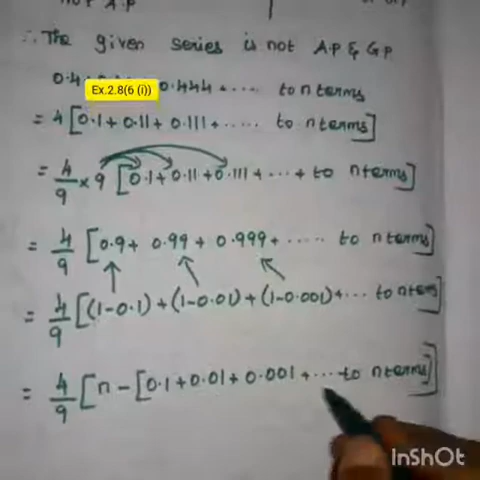 ∴ The given series is not A.P & G.P
0.4+ 0.444+.... to n terms
Ex.2.8(6 (i))
= 4[0.1+0.11+0.111+..... to n terms]
= 4/9 × 9 [0.1+0.11+0.111+...+ to n terms]
= 4/9 [0.9+ 0.99 + 0.999+..... to n terms]
= 4/9 [(1-0.1)+(1-0.01)+(1-0.001)+... to n terms]
= 4/9 [n-[0.1+0.01+0.001+... to n terms]]
InShOt